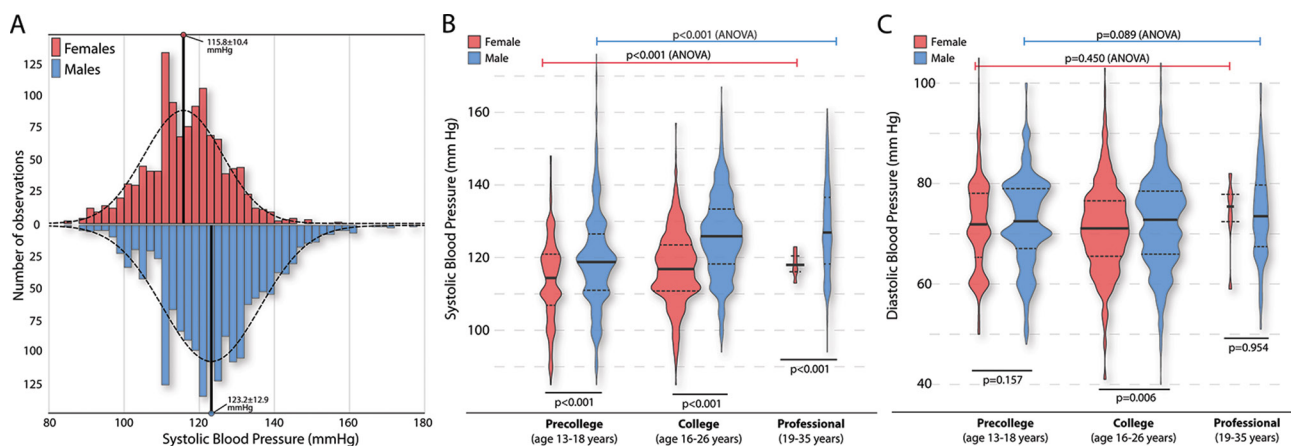 A
Females
Males
115.8±10.4
mmHg
125
100
75
50
25
0
25
50
75
100
125
Number of observations
123.2±12.9
mmHg
80
100
120
140
160
180
Systolic Blood Pressure (mmHg)
B
p<0.001 (ANOVA)
Female
Male
p<0.001 (ANOVA)
160
140
120
100
Systolic Blood Pressure (mm Hg)
p<0.001
p<0.001
p<0.001
Precollege
(age 13-18 years)
College
(age 16-26 years)
Professional
(19-35 years)
C
p=0.089 (ANOVA)
Female
Male
p=0.450 (ANOVA)
100
80
60
40
Diastolic Blood Pressure (mm Hg)
p=0.157
p=0.006
p=0.954
Precollege
(age 13-18 years)
College
(age 16-26 years)
Professional
(19-35 years)